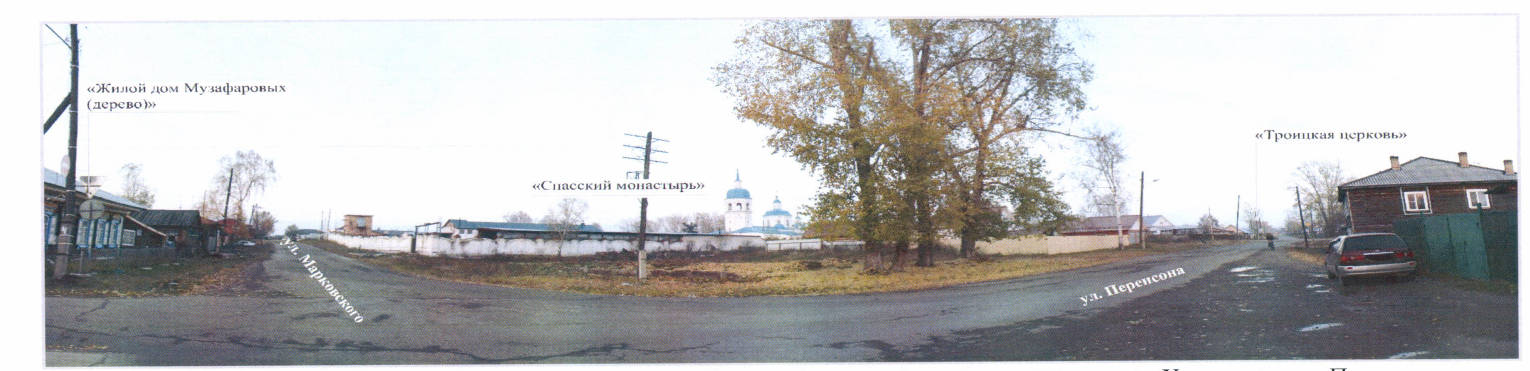 «Жилой дом Музафаровых
(дерево)»
«Спасский монастырь»
«Троицкая церковь»
ул. Марковского
ул. Перенсона